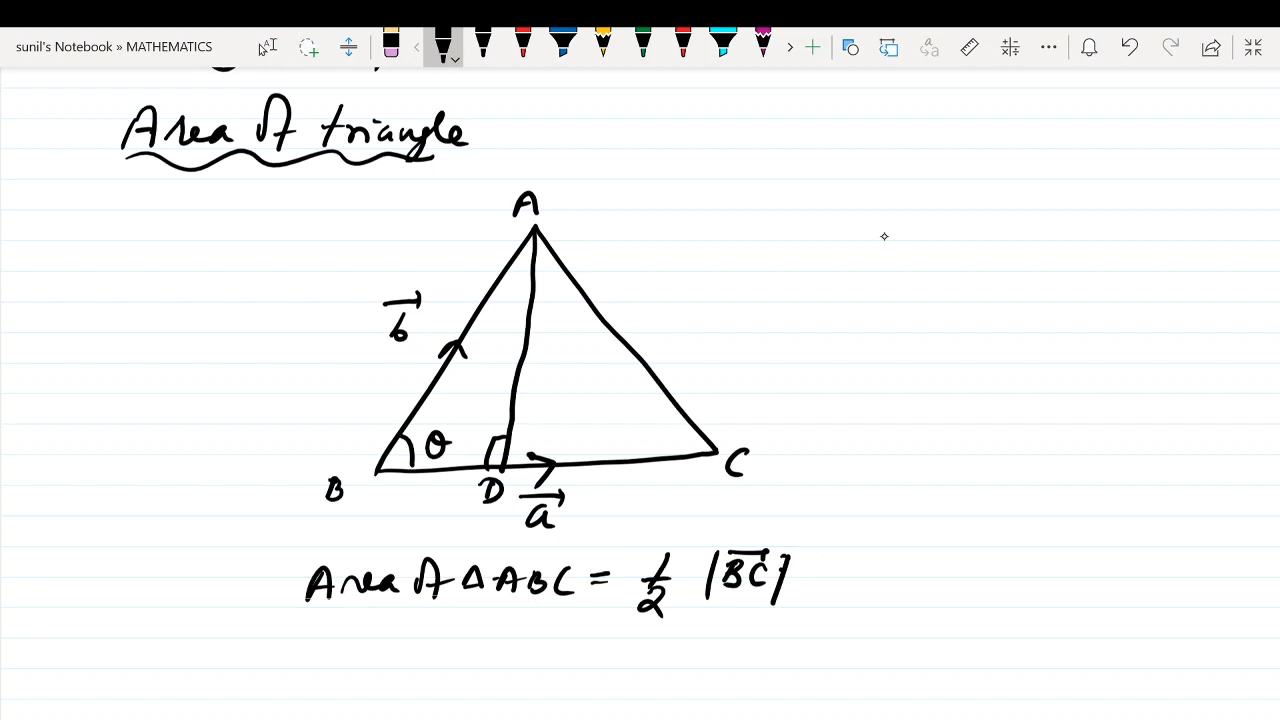 sunil's Notebook » MATHEMATICS
Area of triangle
A
b
θ
B
D
C
a
Area of Δ ABC = 1/2 |BC|